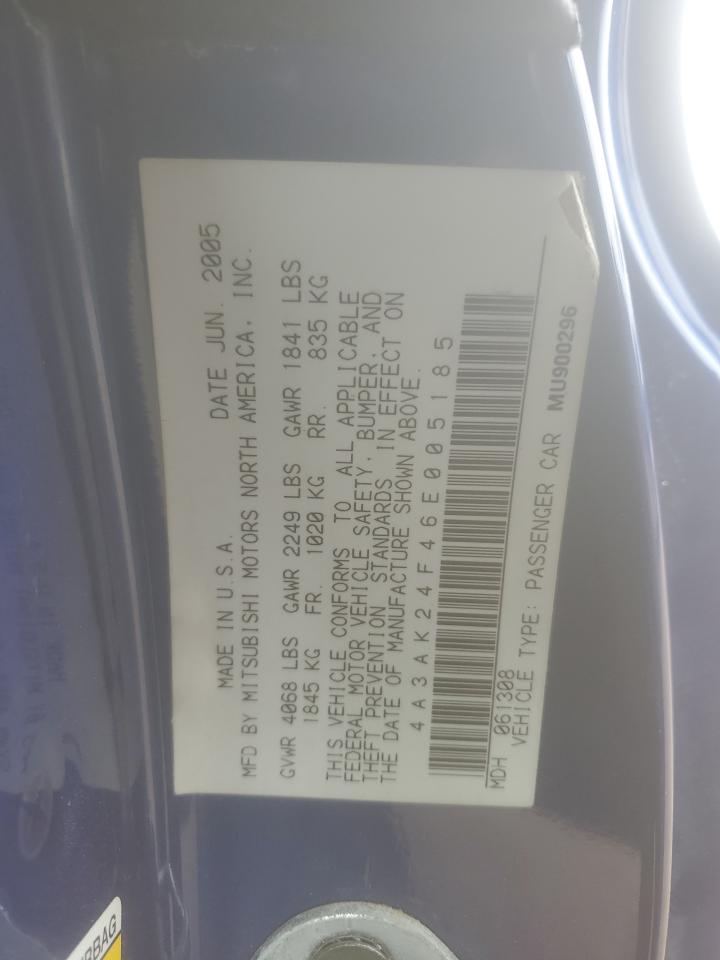 MADE IN U.S.A. DATE JUN. 2005
MFD BY MITSUBISHI MOTORS NORTH AMERICA, INC.
GVWR 4068 LBS GAWR 2249 LBS GAWR 1841 LBS
1845 KG FR. 1020 KG RR. 835 KG
THIS VEHICLE CONFORMS TO ALL APPLICABLE
FEDERAL MOTOR VEHICLE SAFETY, BUMPER, AND
THEFT PREVENTION STANDARDS IN EFFECT ON
THE DATE OF MANUFACTURE SHOWN ABOVE.
4A3AK24F46E005185
MDH 061308
VEHICLE TYPE: PASSENGER CAR MU900296